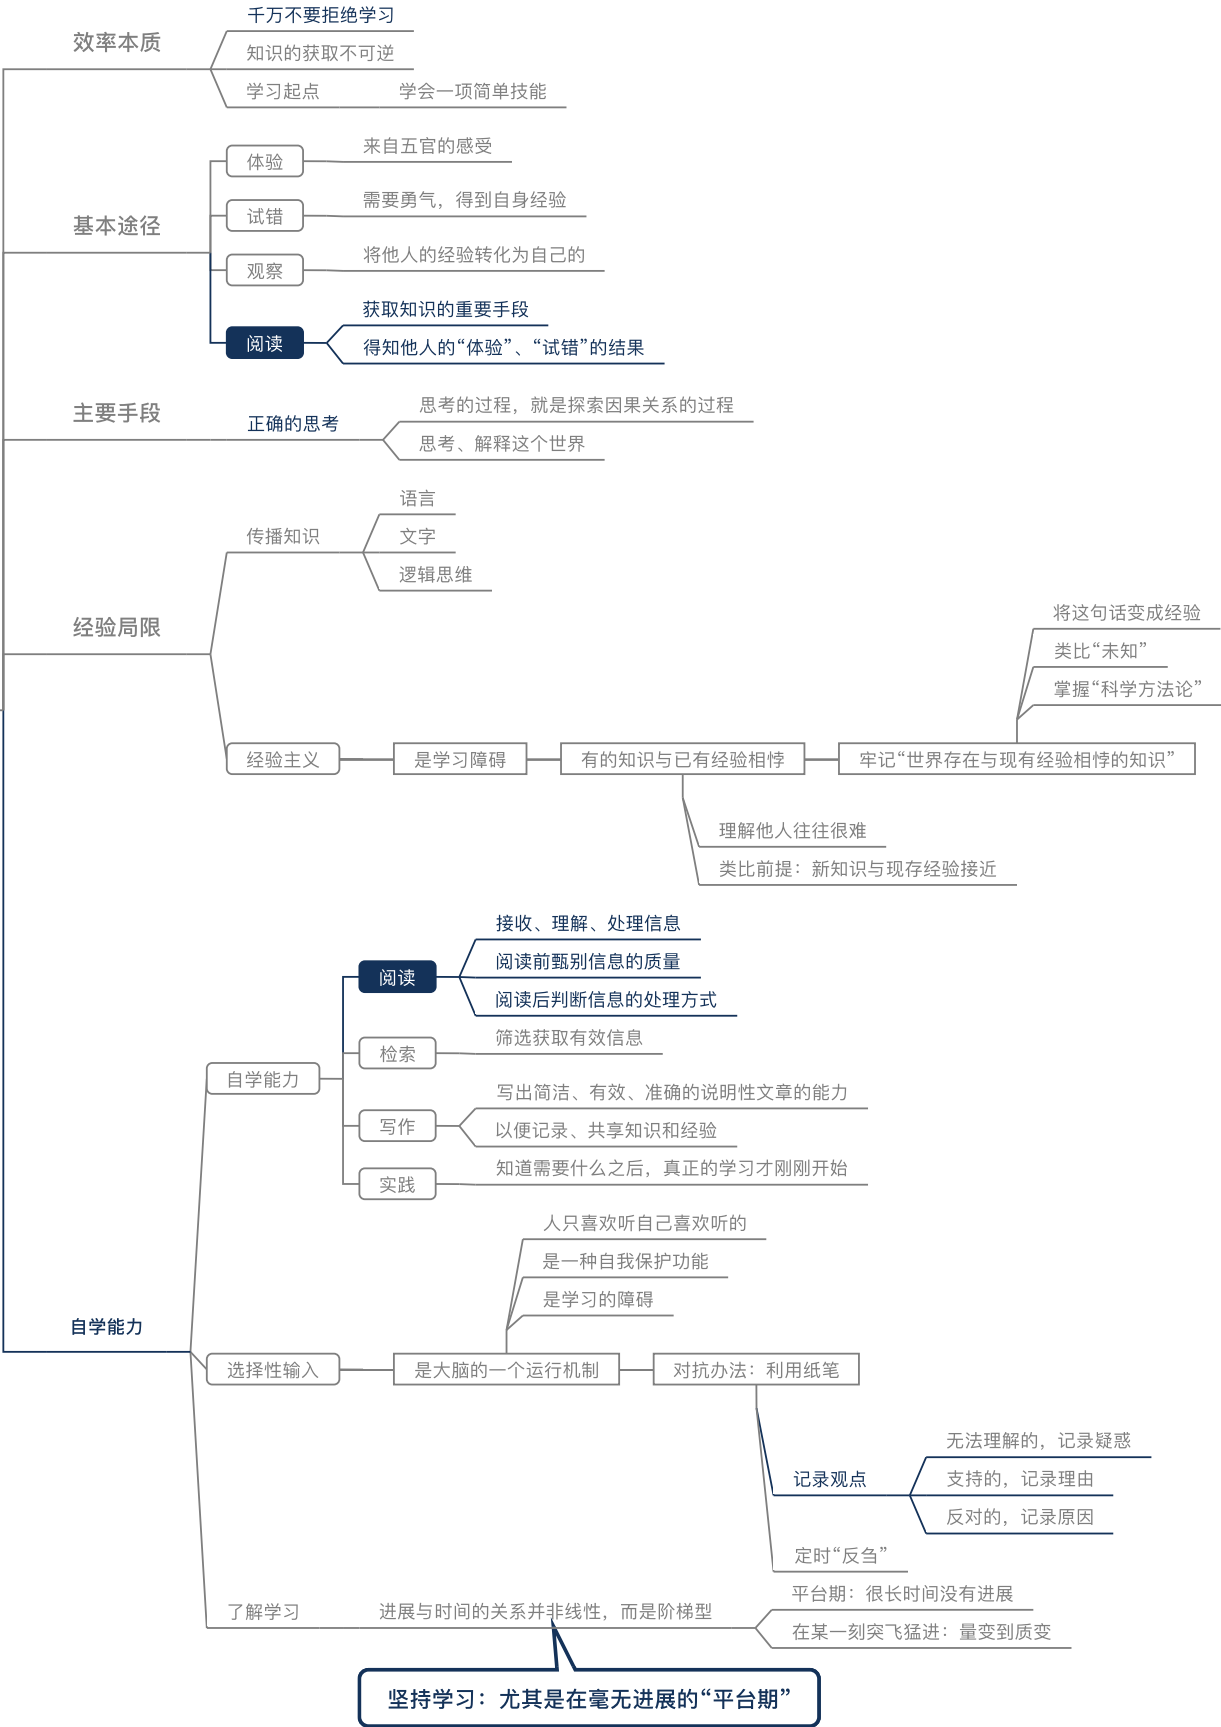 效率本质
千万不要拒绝学习
知识的获取不可逆
学习起点
学会一项简单技能
基本途径
体验
来自五官的感受
试错
需要勇气，得到自身经验
观察
将他人的经验转化为自己的
阅读
获取知识的重要手段
得知他人的“体验”、“试错”的结果
主要手段
正确的思考
思考的过程，就是探索因果关系的过程
思考、解释这个世界
经验局限
传播知识
语言
文字
逻辑思维
经验主义
是学习障碍
有的知识与已有经验相悖
牢记“世界存在与现有经验相悖的知识”
将这句话变成经验
类比“未知”
掌握“科学方法论”
理解他人往往很难
类比前提：新知识与现存经验接近
自学能力
自学能力
阅读
接收、理解、处理信息
阅读前甄别信息的质量
阅读后判断信息的处理方式
检索
筛选获取有效信息
写作
写出简洁、有效、准确的说明性文章的能力
以便记录、共享知识和经验
实践
知道需要什么之后，真正的学习才刚刚开始
选择性输入
是大脑的一个运行机制
人只喜欢听自己喜欢听的
是一种自我保护功能
是学习的障碍
对抗办法：利用纸笔
记录观点
无法理解的，记录疑惑
支持的，记录理由
反对的，记录原因
定时“反刍”
了解学习
进展与时间的关系并非线性，而是阶梯型
平台期：很长时间没有进展
在某一刻突飞猛进：量变到质变
坚持学习：尤其是在毫无进展的“平台期”